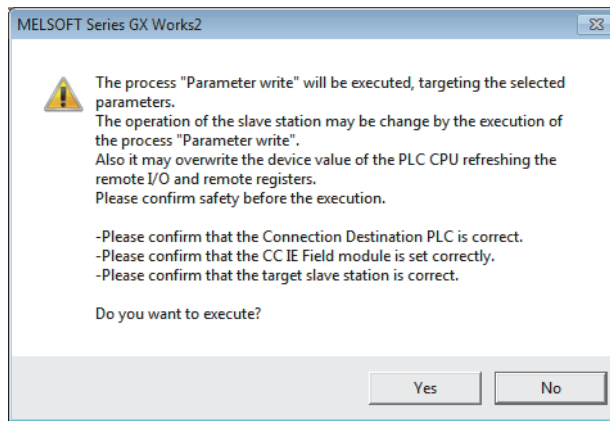 MELSOFT Series GX Works2
The process "Parameter write" will be executed, targeting the selected
parameters.
The operation of the slave station may be change by the execution of
the process "Parameter write".
Also it may overwrite the device value of the PLC CPU refreshing the
remote I/O and remote registers.
Please confirm safety before the execution.
-Please confirm that the Connection Destination PLC is correct.
-Please confirm that the CC IE Field module is set correctly.
-Please confirm that the target slave station is correct.
Do you want to execute?
Yes
No